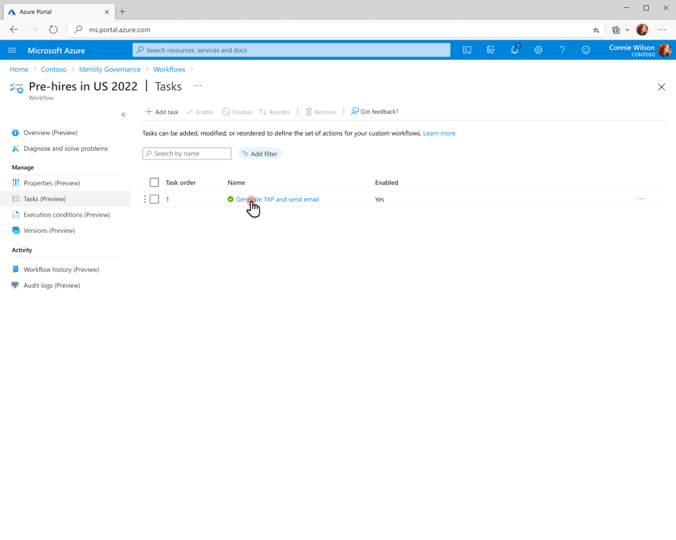 Azure Portal
ms.portal.azure.com
Microsoft Azure
Search resources, services and docs
1
Connie Wilson
CONTOSO
Home > Contoso > Identity Governance > Workflows >
Pre-hires in US 2022 | Tasks ...
Workflow
«
Add task Enable Disable Reorder Remove Got feedback?
Overview (Preview)
Diagnose and solve problems
Manage
Properties (Preview)
Tasks (Preview)
Execution conditions (Preview)
Versions (Preview)
Activity
Workflow history (Preview)
Audit logs (Preview)
Tasks can be added, modified, or reordered to define the set of actions for your custom workflows. Learn more
Search by name
Add filter
Task order Name Enabled
1 Generate TAP and send email Yes ...